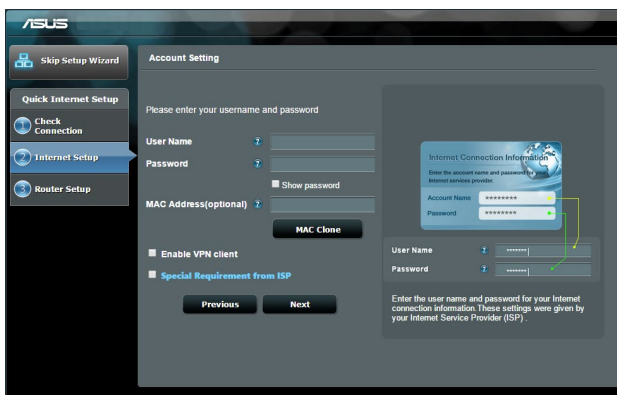 ASUS
Skip Setup Wizard
Quick Internet Setup
1 Check Connection
2 Internet Setup
3 Router Setup
Account Setting
Please enter your username and password
User Name ?
Password ?
Show password
MAC Address(optional) ?
MAC Clone
Enable VPN client
Special Requirement from ISP
Previous Next
Internet Connection Information
Enter the account name and password for your
Internet services provider.
Account Name ********
Password ********
User Name ? •••••••|
Password ? •••••••|
Enter the user name and password for your Internet
connection information.These settings were given by
your Internet Service Provider (ISP) .